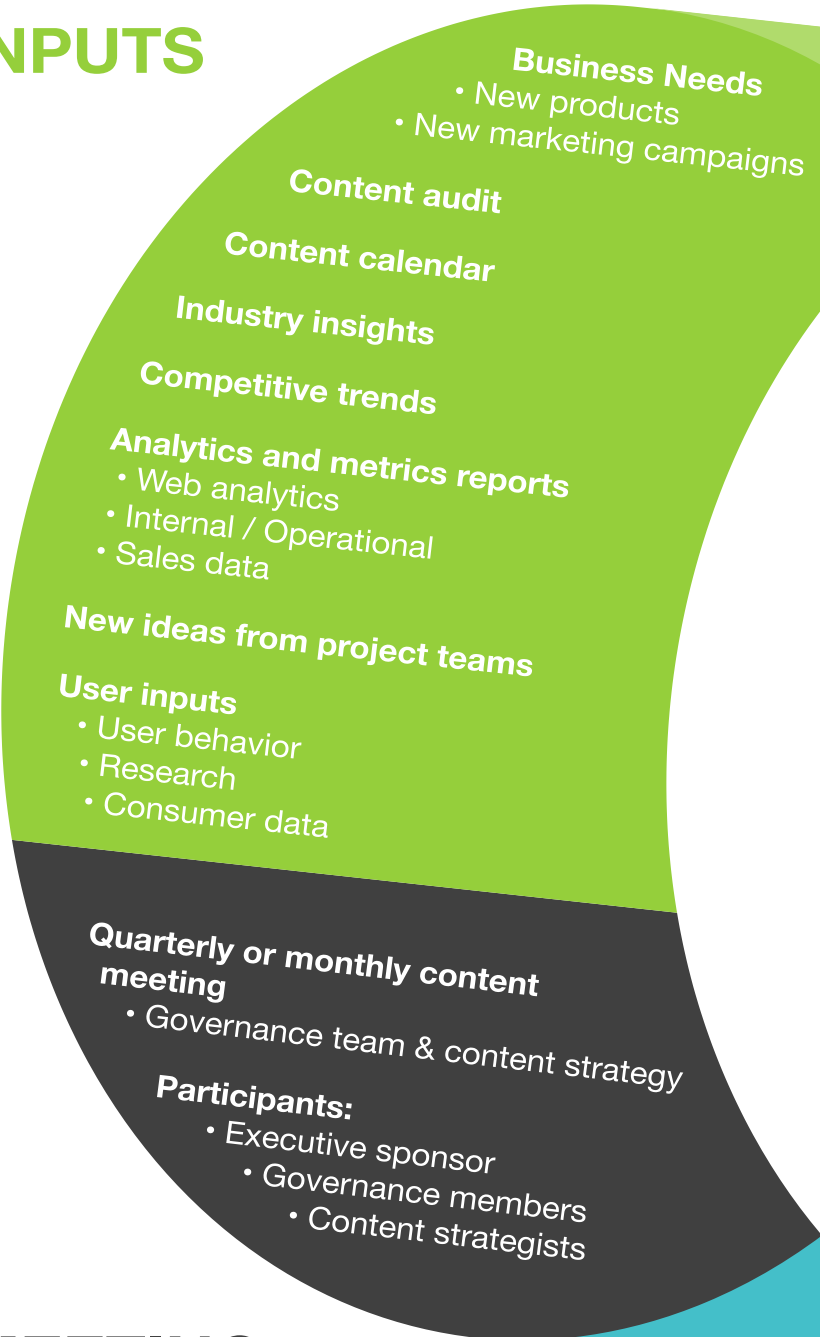 NPUTS
Business Needs
• New products
• New marketing campaigns
Content audit
Content calendar
Industry insights
Competitive trends
Analytics and metrics reports
• Web analytics
• Internal / Operational
• Sales data
New ideas from project teams
User inputs
• User behavior
• Research
• Consumer data
Quarterly or monthly content
meeting
• Governance team & content strategy
Participants:
• Executive sponsor
• Governance members
• Content strategists